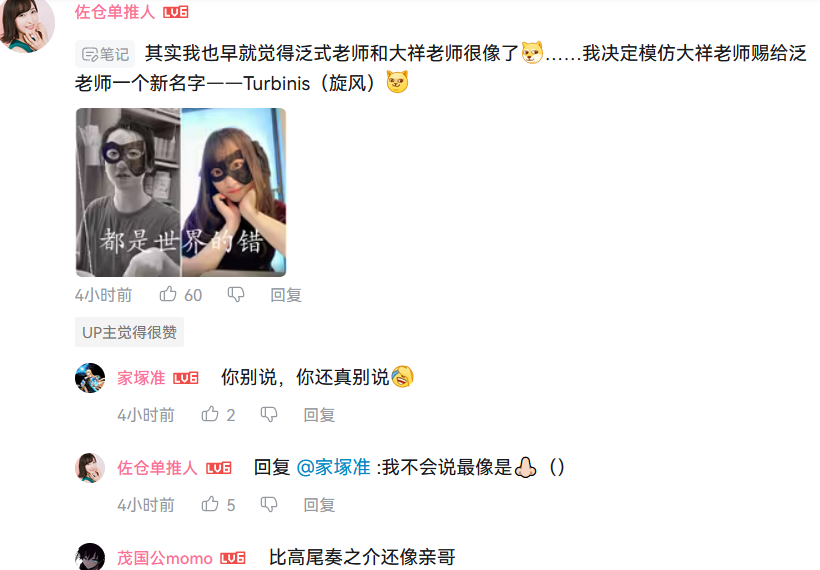 佐仓单推人 LV6
笔记 其实我也早就觉得泛式老师和大祥老师很像了……我决定模仿大祥老师赐给泛
老师一个新名字——Turbinis（旋风）
都是世界的错
4小时前 60 回复
UP主觉得很赞
家塚准 LV6 你别说，你还真别说
4小时前 2 回复
佐仓单推人 LV6 回复 @家塚准 :我不会说最像是👃（）
4小时前 5 回复
茂国公momo LV6 比高尾奏之介还像亲哥